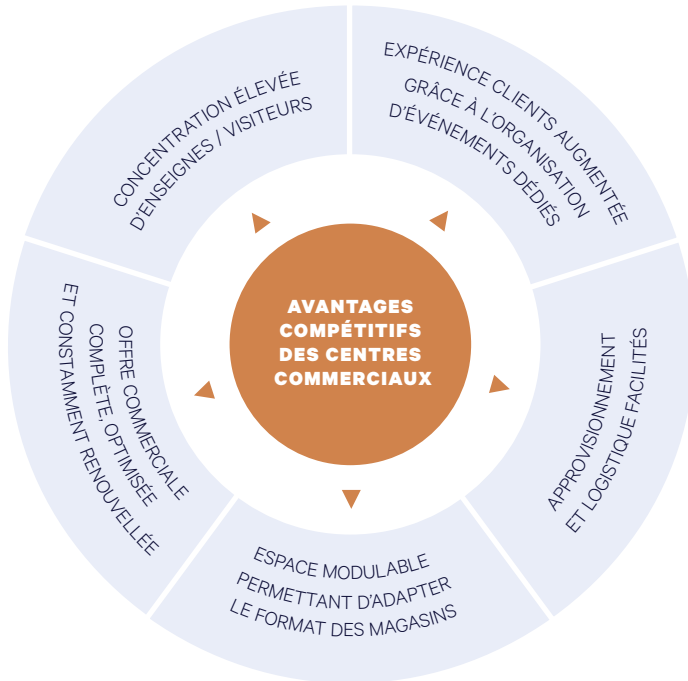 AVANTAGES
COMPÉTITIFS
DES CENTRES
COMMERCIAUX
CONCENTRATION ÉLEVÉE
D'ENSEIGNES / VISITEURS
EXPÉRIENCE CLIENTS AUGMENTÉE
GRÂCE À L'ORGANISATION
D'ÉVÉNEMENTS DÉDIÉS
APPROVISIONNEMENT
ET LOGISTIQUE FACILITÉS
ESPACE MODULABLE
PERMETTANT D'ADAPTER
LE FORMAT DES MAGASINS
OFFRE COMMERCIALE
COMPLÈTE, OPTIMISÉE
ET CONSTAMMENT RENOUVELLÉE